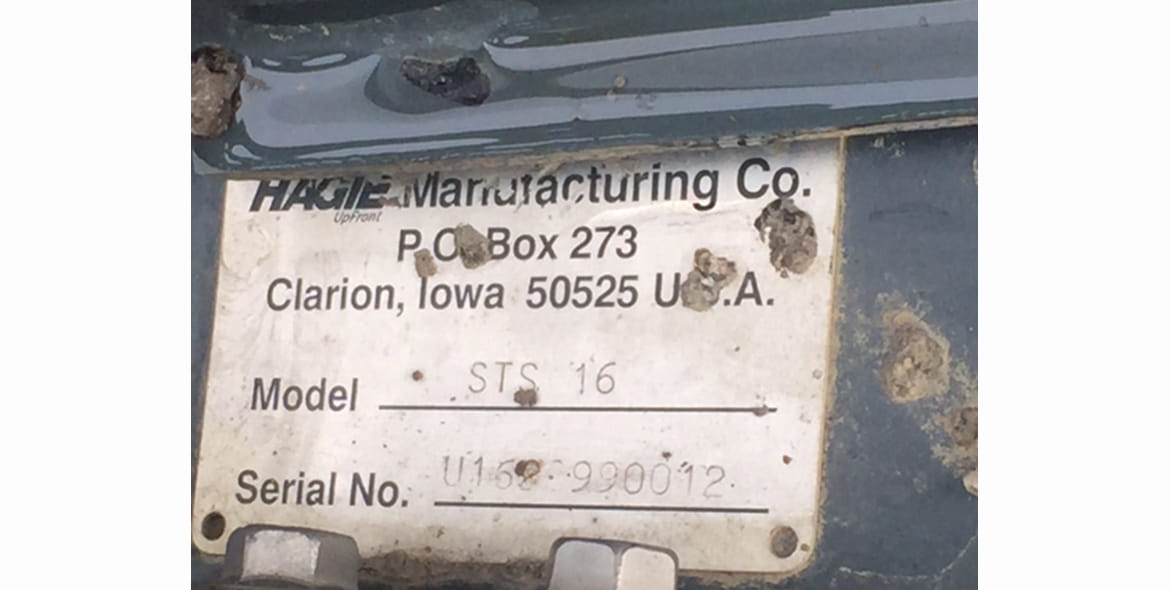 HAGIE Manufacturing Co.
UpFront
P.O. Box 273
Clarion, Iowa 50525 U.S.A.
Model STS 16
Serial No.